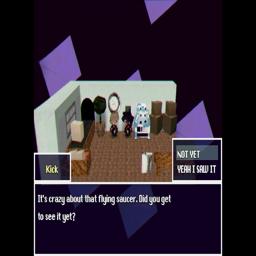 NOT YET
YEAH I SAW IT
Kick
It's crazy about that flying saucer. Did you get
to see it yet?